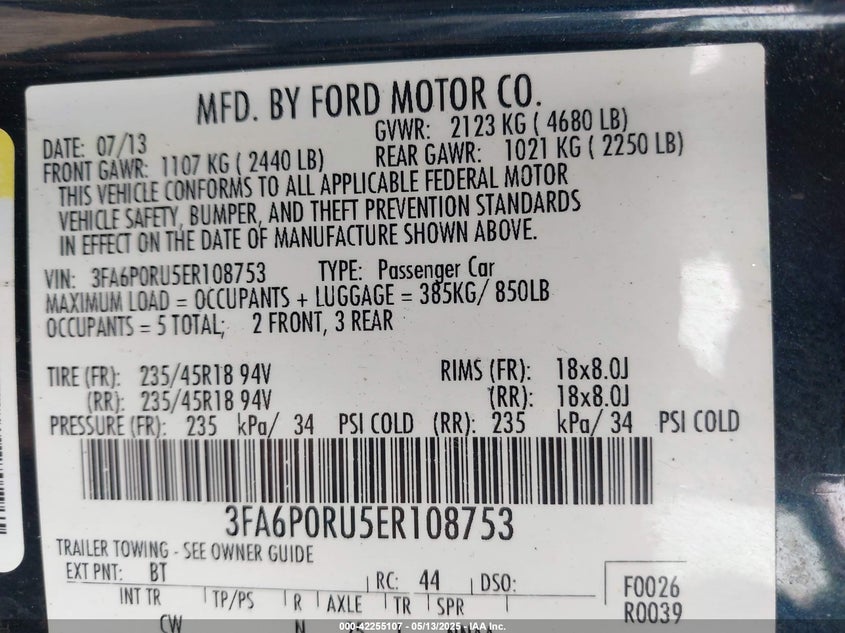 MFD. BY FORD MOTOR CO.
DATE: 07/13 GVWR: 2123 KG ( 4680 LB)
FRONT GAWR: 1107 KG ( 2440 LB) REAR GAWR: 1021 KG ( 2250 LB)
THIS VEHICLE CONFORMS TO ALL APPLICABLE FEDERAL MOTOR
VEHICLE SAFETY, BUMPER, AND THEFT PREVENTION STANDARDS
IN EFFECT ON THE DATE OF MANUFACTURE SHOWN ABOVE.
VIN: 3FA6P0RU5ER108753 TYPE: Passenger Car
MAXIMUM LOAD = OCCUPANTS + LUGGAGE = 385KG/ 850LB
OCCUPANTS = 5 TOTAL; 2 FRONT, 3 REAR
TIRE (FR): 235/45R18 94V RIMS (FR): 18x8.0J
(RR): 235/45R18 94V (RR): 18x8.0J
PRESSURE (FR): 235 kPa/ 34 PSI COLD (RR): 235 kPa/ 34 PSI COLD
3FA6P0RU5ER108753
TRAILER TOWING - SEE OWNER GUIDE
EXT PNT: BT RC: 44 DSO: F0026
INT TR TP/PS R AXLE TR SPR R0039
CW
000-42255107 - 05/13/2025 - IAA Inc.